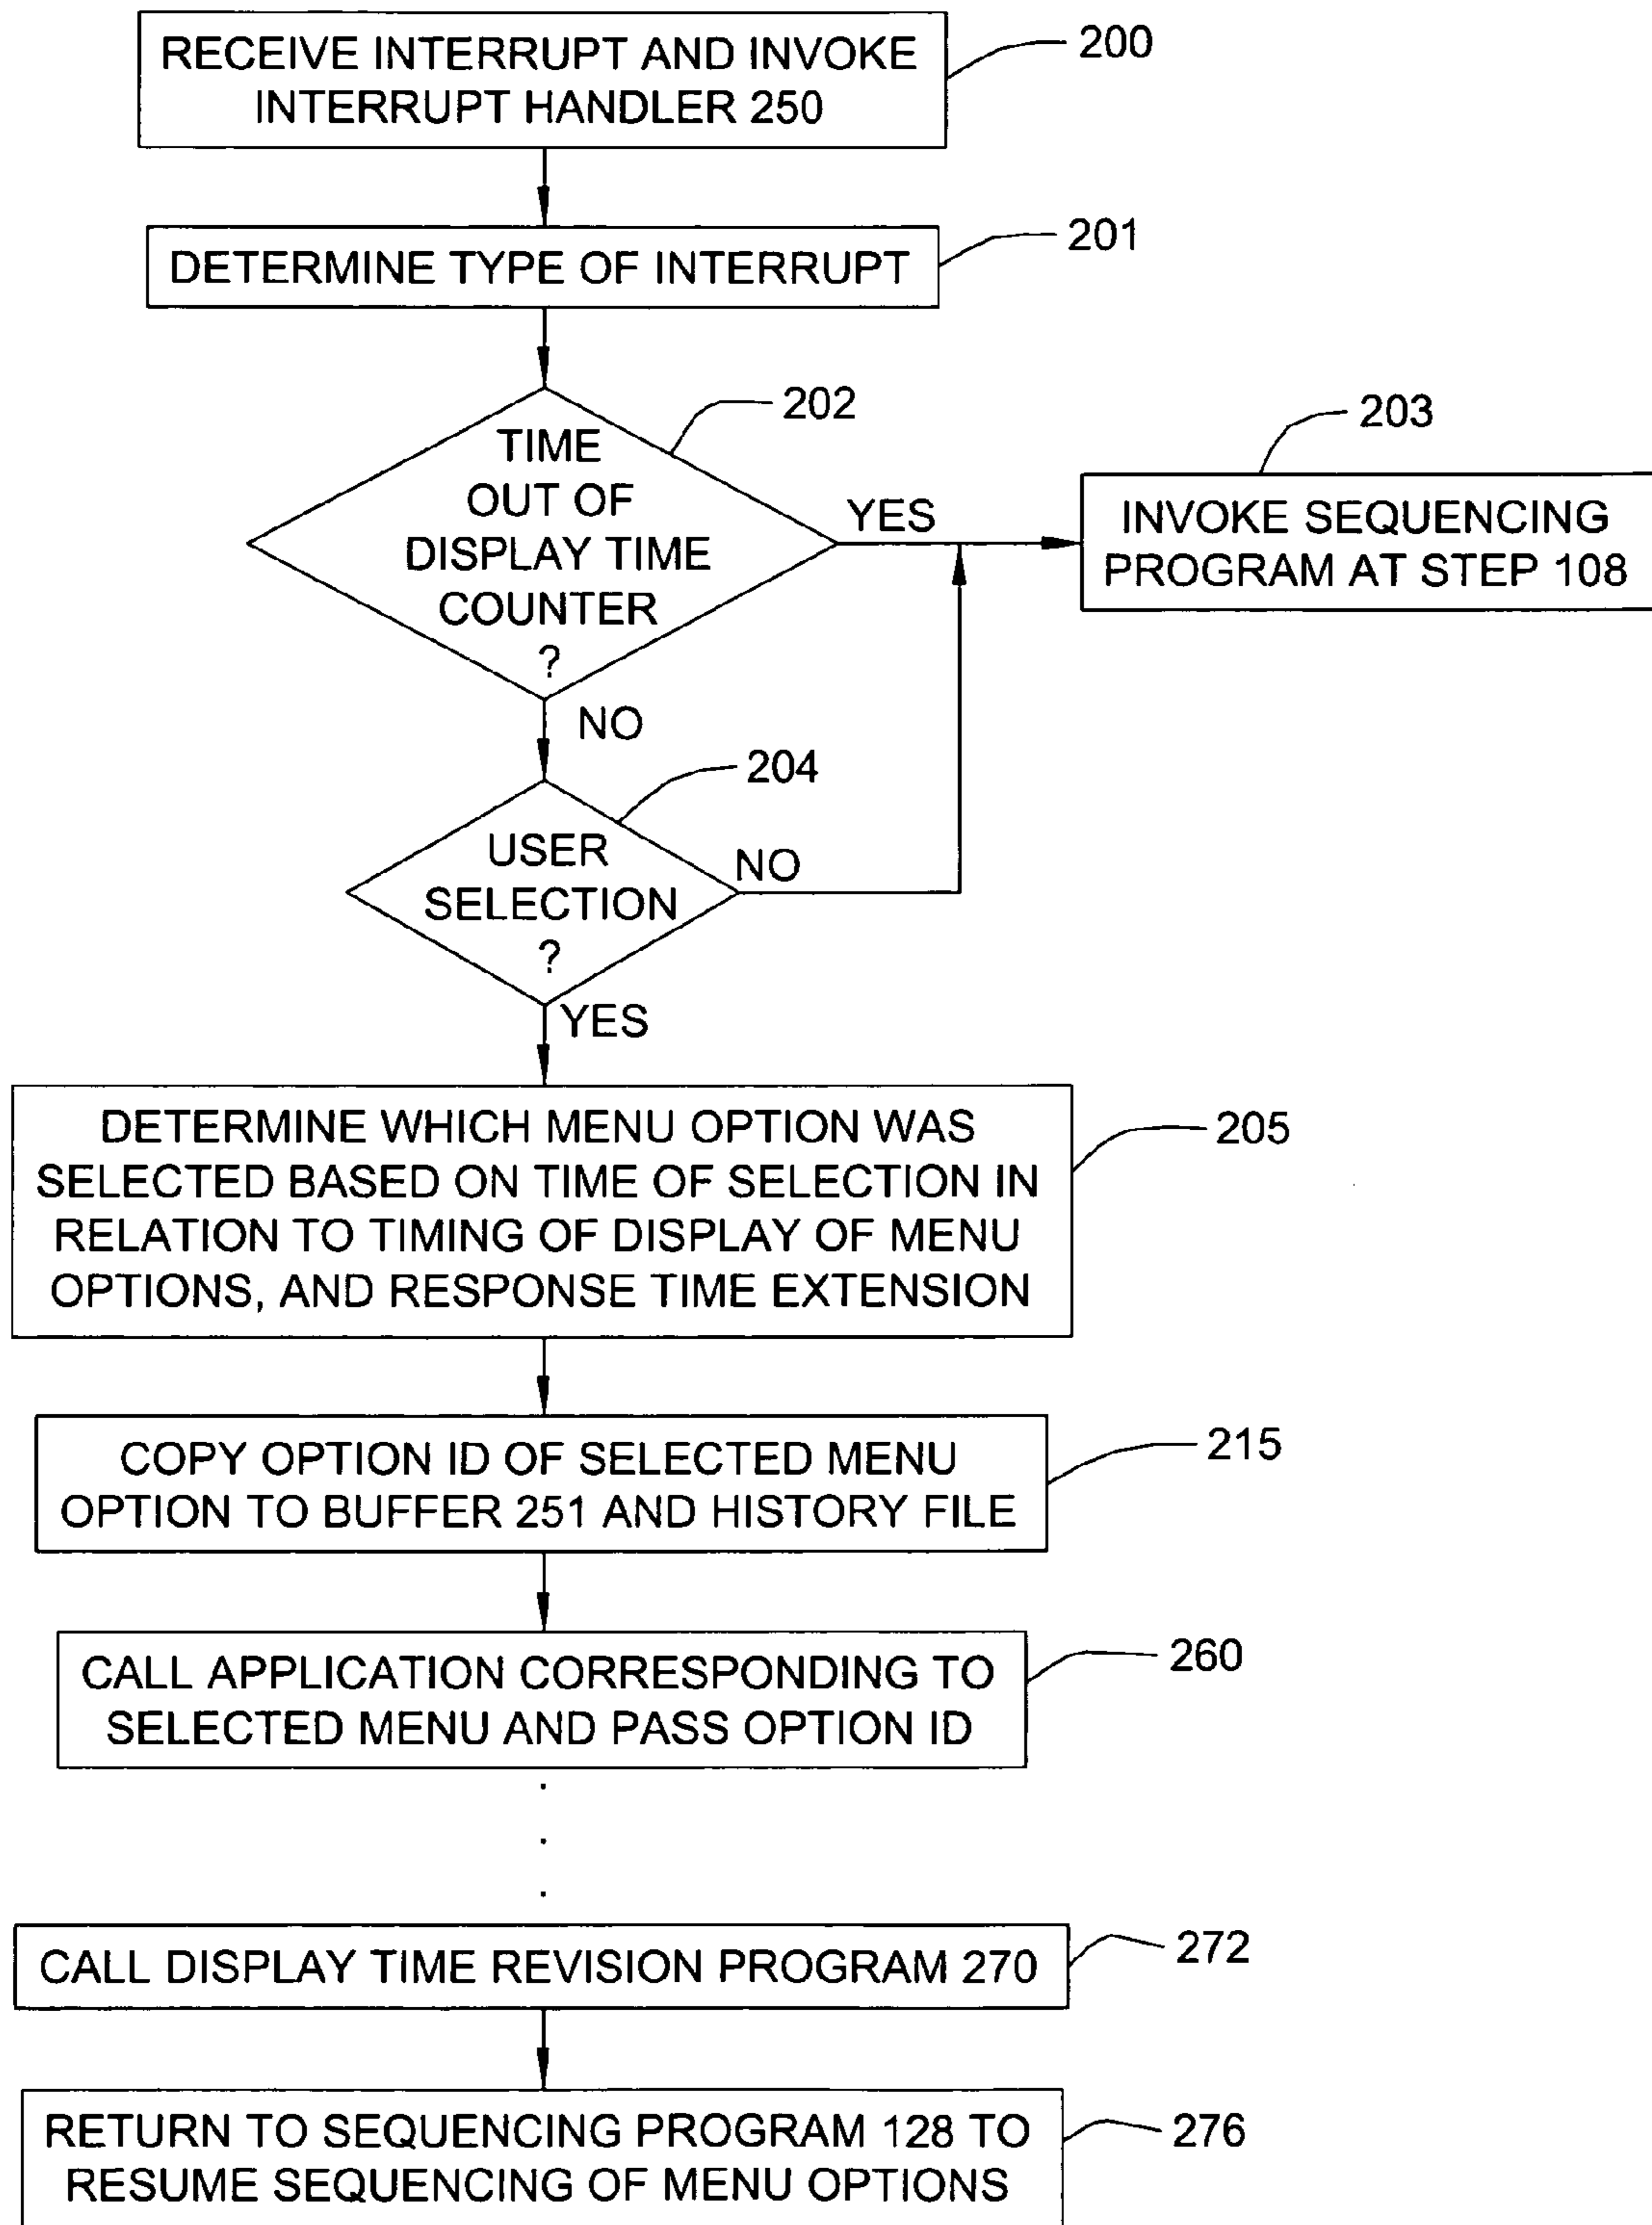 RECEIVE INTERRUPT AND INVOKE
INTERRUPT HANDLER 250
200
DETERMINE TYPE OF INTERRUPT
201
TIME
OUT OF
DISPLAY TIME
COUNTER
?
202
YES
203
INVOKE SEQUENCING
PROGRAM AT STEP 108
NO
204
USER
SELECTION
?
NO
YES
DETERMINE WHICH MENU OPTION WAS
SELECTED BASED ON TIME OF SELECTION IN
RELATION TO TIMING OF DISPLAY OF MENU
OPTIONS, AND RESPONSE TIME EXTENSION
205
COPY OPTION ID OF SELECTED MENU
OPTION TO BUFFER 251 AND HISTORY FILE
215
CALL APPLICATION CORRESPONDING TO
SELECTED MENU AND PASS OPTION ID
260
.
.
.
CALL DISPLAY TIME REVISION PROGRAM 270
272
RETURN TO SEQUENCING PROGRAM 128 TO
RESUME SEQUENCING OF MENU OPTIONS
276